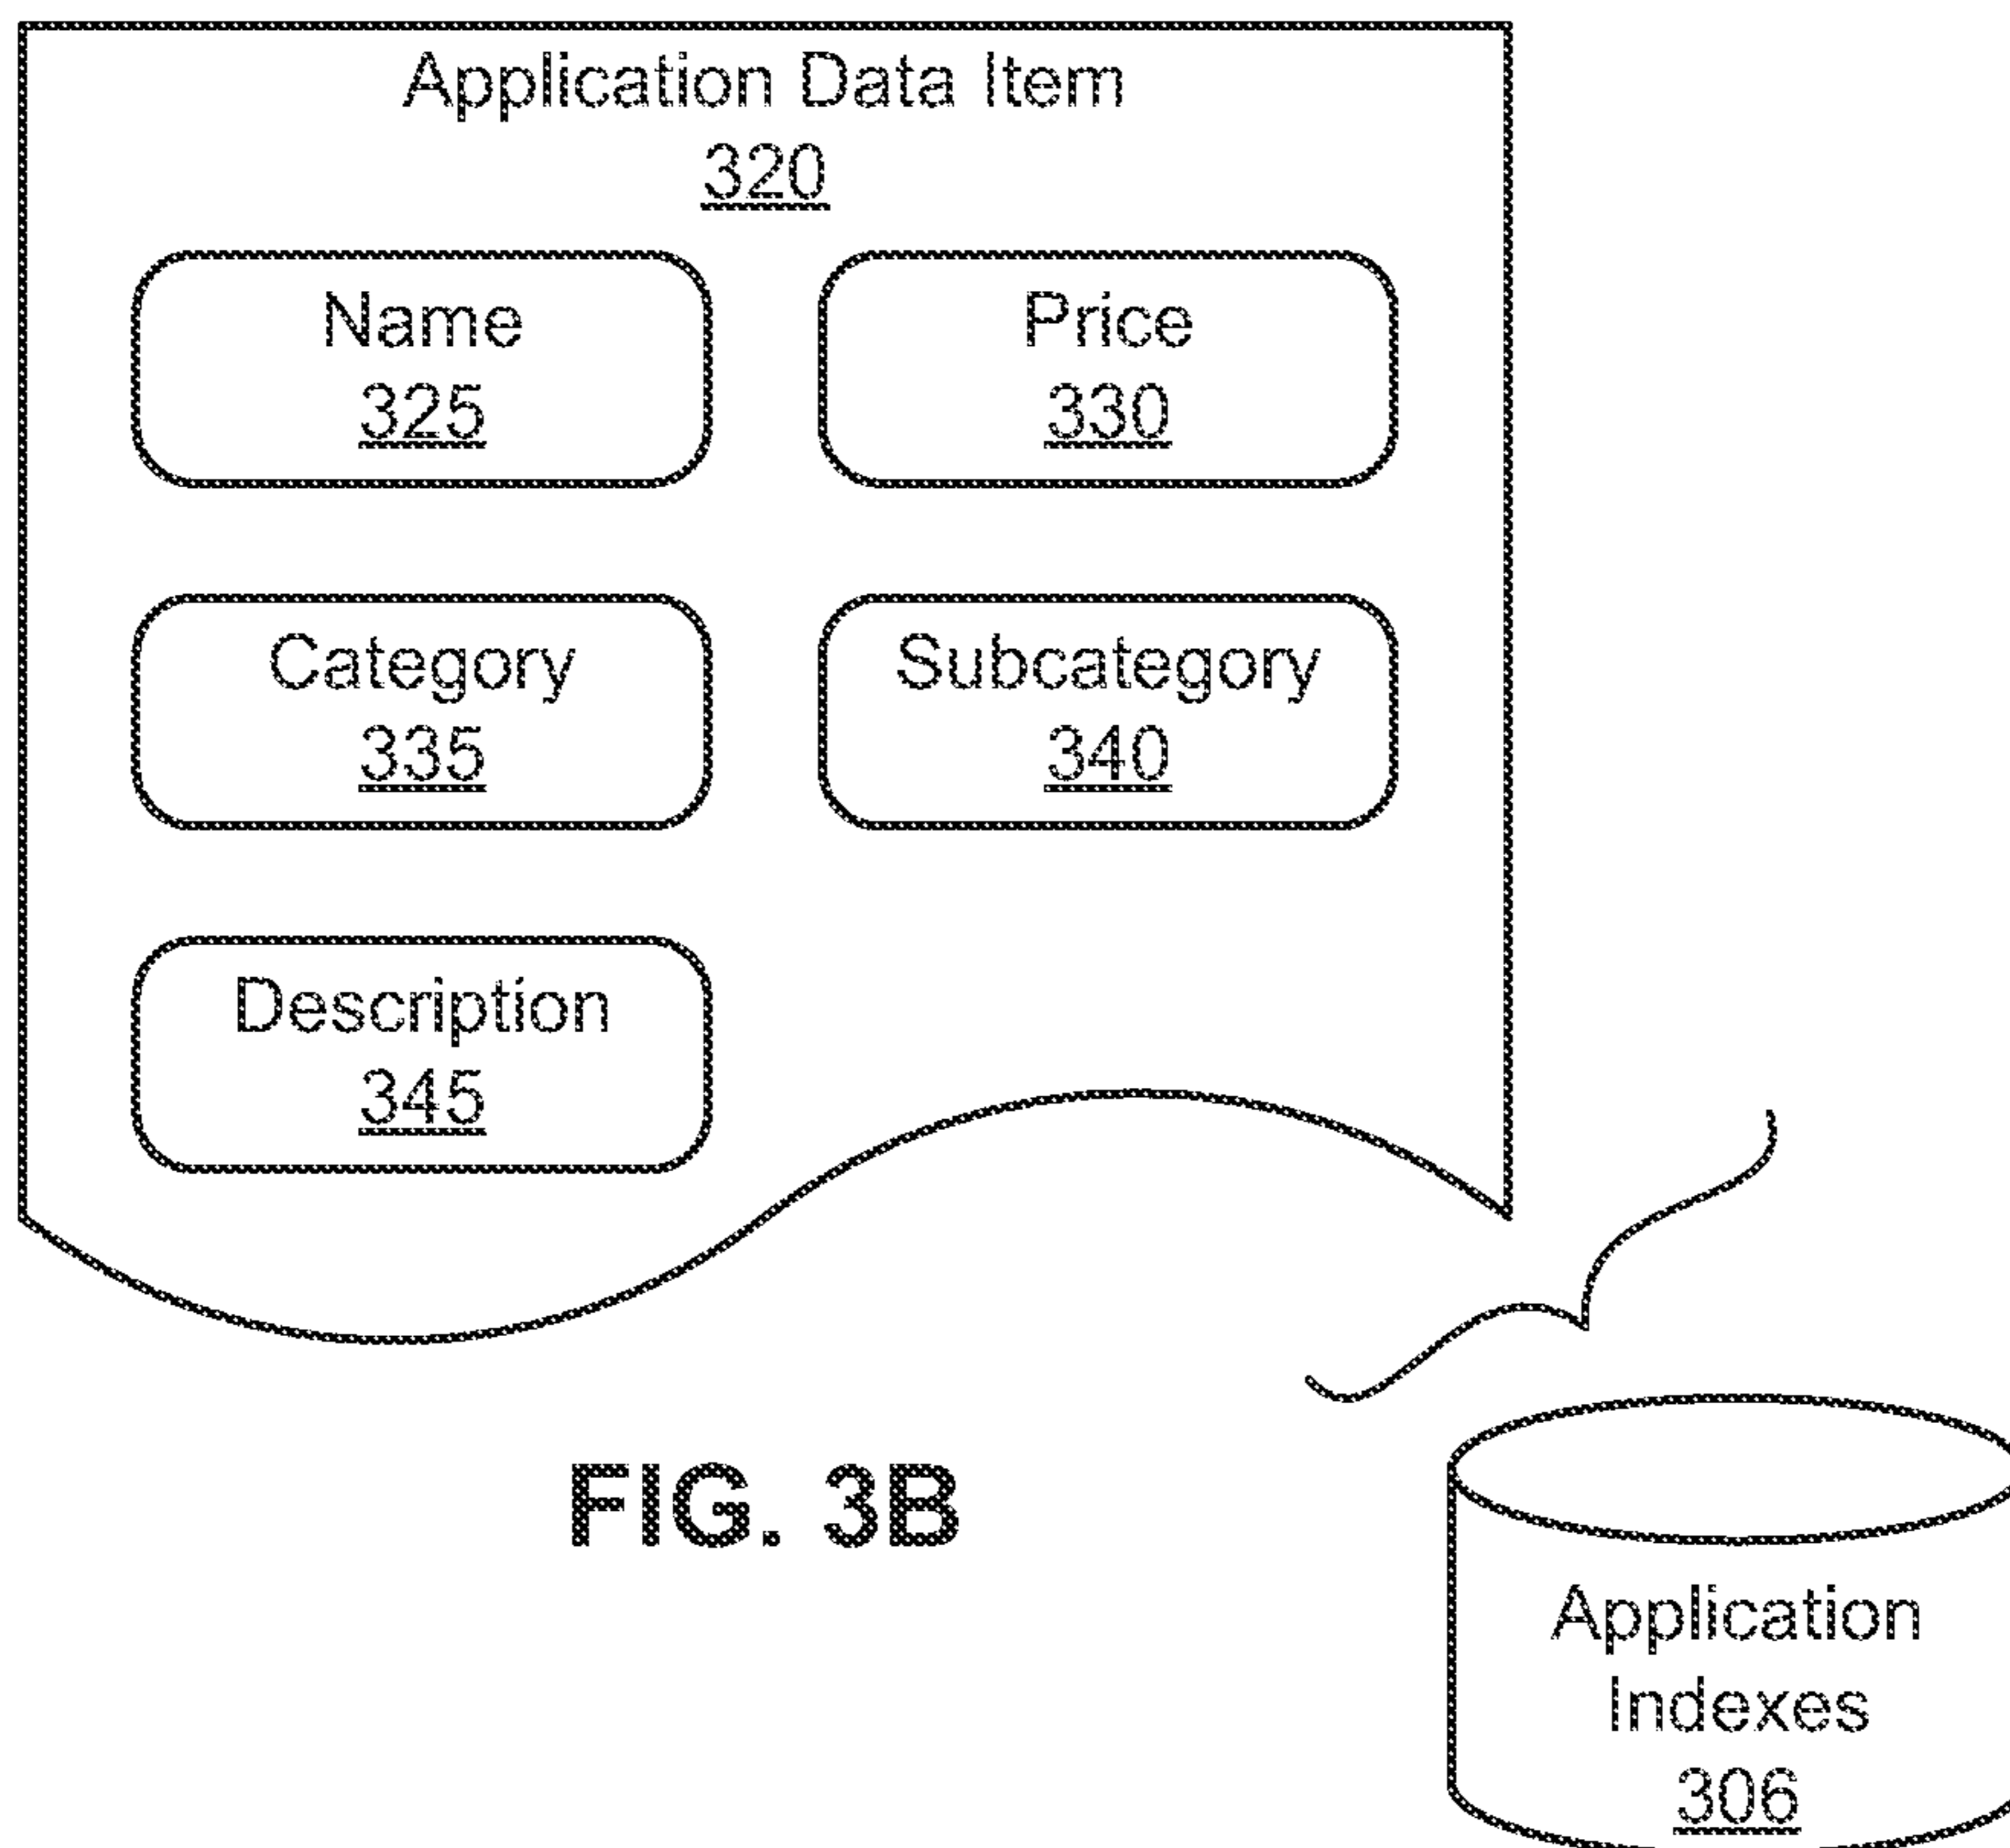 Application Data Item
320
Name
325
Price
330
Category
335
Subcategory
340
Description
345
FIG. 3B
Application
Indexes
306